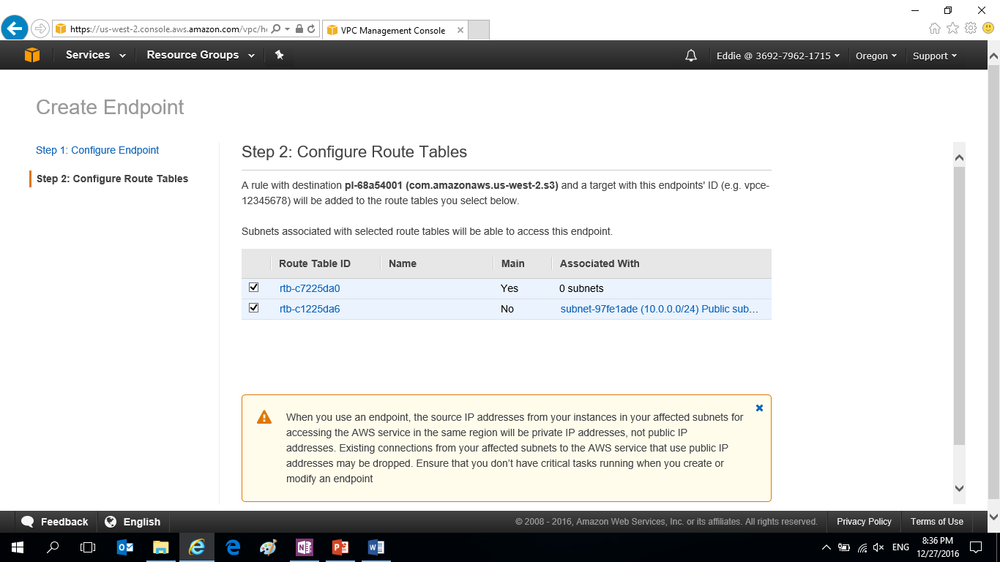 https://us-west-2.console.aws.amazon.com/vpc/h
VPC Management Console
Services
Resource Groups
Eddie @ 3692-7962-1715
Oregon
Support
Create Endpoint
Step 1: Configure Endpoint
Step 2: Configure Route Tables
Step 2: Configure Route Tables
A rule with destination pl-68a54001 (com.amazonaws.us-west-2.s3) and a target with this endpoints' ID (e.g. vpce-
12345678) will be added to the route tables you select below.
Subnets associated with selected route tables will be able to access this endpoint.
Route Table ID Name Main Associated With
rtb-c7225da0 Yes 0 subnets
rtb-c1225da6 No subnet-97fe1ade (10.0.0.0/24) Public sub…
When you use an endpoint, the source IP addresses from your instances in your affected subnets for
accessing the AWS service in the same region will be private IP addresses, not public IP
addresses. Existing connections from your affected subnets to the AWS service that use public IP
addresses may be dropped. Ensure that you don't have critical tasks running when you create or
modify an endpoint
Feedback
English
© 2008 - 2016, Amazon Web Services, Inc. or its affiliates. All rights reserved.
Privacy Policy
Terms of Use
ENG
8:36 PM
12/27/2016